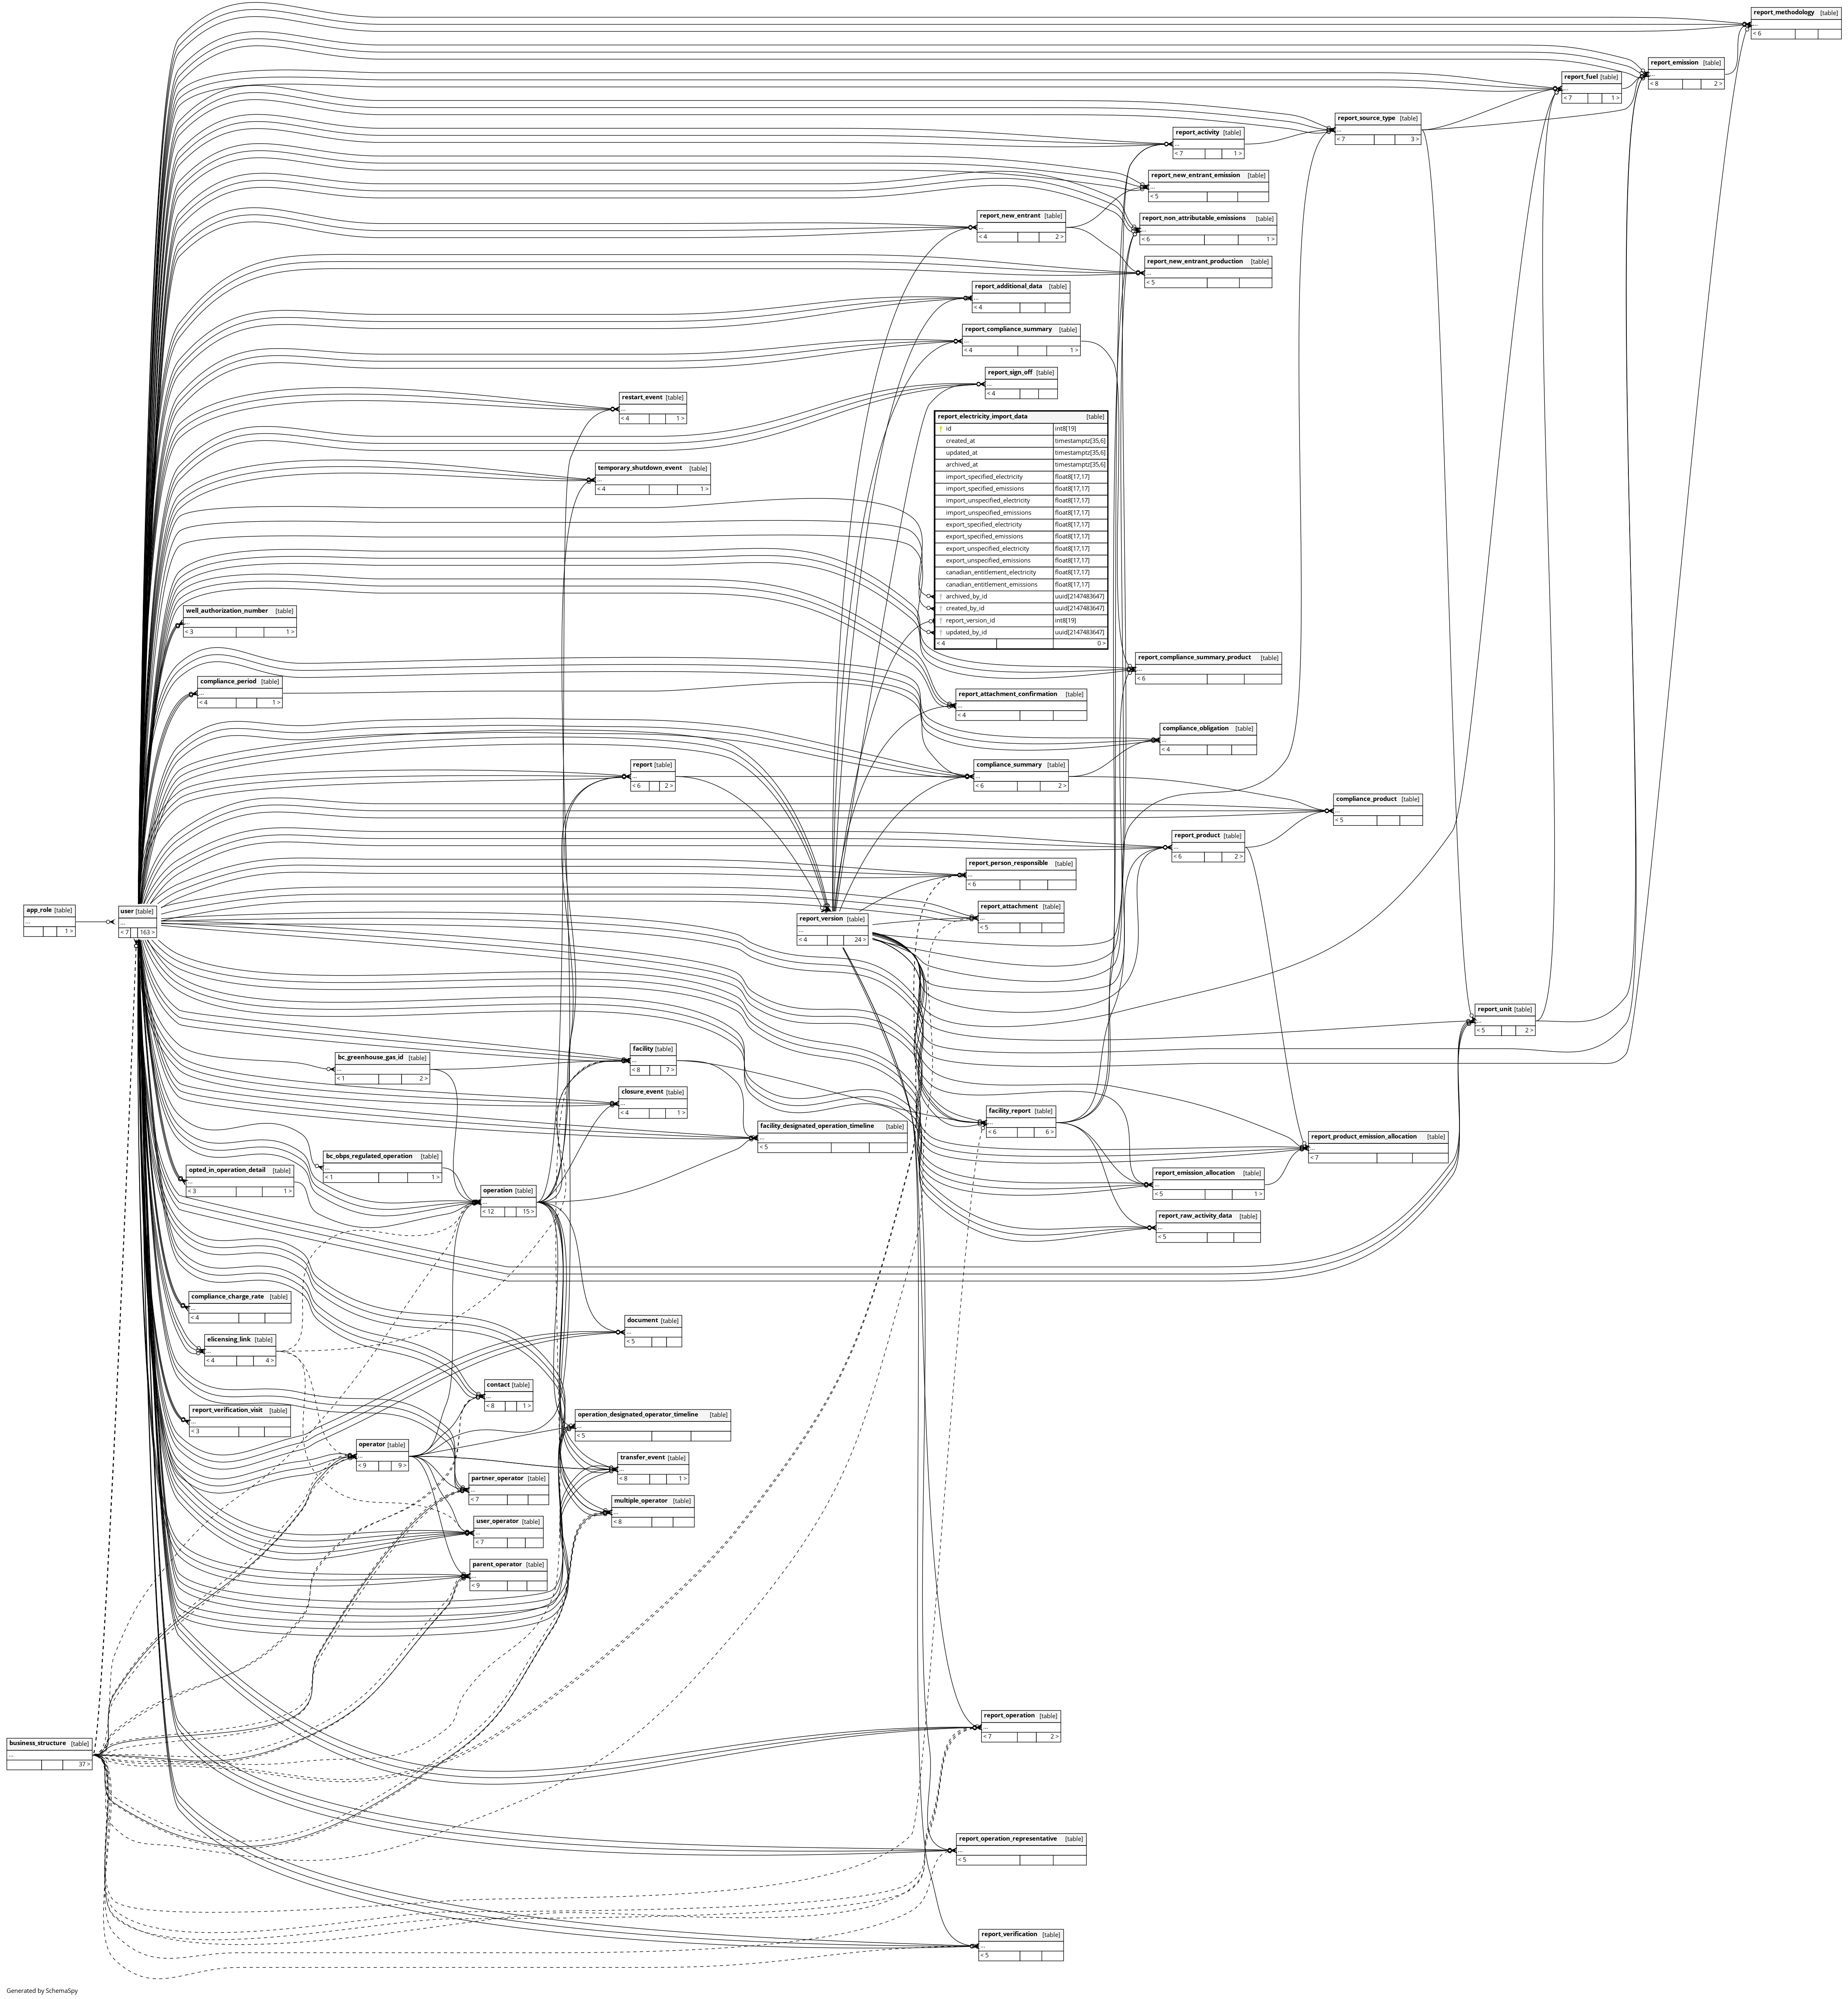 report_methodology [table]
...
< 6
report_emission [table]
...
< 8 2 >
report_fuel [table]
...
< 7 1 >
report_source_type [table]
...
< 7 3 >
report_activity [table]
...
< 7 1 >
report_new_entrant_emission [table]
...
< 5
report_new_entrant [table]
...
< 4 2 >
report_non_attributable_emissions [table]
...
< 6 1 >
report_new_entrant_production [table]
...
< 5
report_additional_data [table]
...
< 4
report_compliance_summary [table]
...
< 4 1 >
report_sign_off [table]
...
< 4
restart_event [table]
...
< 4 1 >
report_electricity_import_data [table]
id int8[19]
created_at timestamptz[35,6]
updated_at timestamptz[35,6]
archived_at timestamptz[35,6]
import_specified_electricity float8[17,17]
import_specified_emissions float8[17,17]
import_unspecified_electricity float8[17,17]
import_unspecified_emissions float8[17,17]
export_specified_electricity float8[17,17]
export_specified_emissions float8[17,17]
export_unspecified_electricity float8[17,17]
export_unspecified_emissions float8[17,17]
canadian_entitlement_electricity float8[17,17]
canadian_entitlement_emissions float8[17,17]
archived_by_id uuid[2147483647]
created_by_id uuid[2147483647]
report_version_id int8[19]
updated_by_id uuid[2147483647]
< 4 0 >
temporary_shutdown_event [table]
...
< 4 1 >
well_authorization_number [table]
...
< 3 1 >
report_compliance_summary_product [table]
...
< 6
compliance_period [table]
...
< 4 1 >
report_attachment_confirmation [table]
...
< 4
compliance_obligation [table]
...
< 4
report [table]
...
< 6 2 >
compliance_summary [table]
...
< 6 2 >
compliance_product [table]
...
< 5
report_product [table]
...
< 6 2 >
report_person_responsible [table]
...
< 6
report_attachment [table]
...
< 5
app_role [table]
...
1 >
user [table]
...
< 7 163 >
report_version [table]
...
< 4 24 >
report_unit [table]
...
< 5 2 >
facility [table]
...
< 8 7 >
bc_greenhouse_gas_id [table]
...
< 1 2 >
closure_event [table]
...
< 4 1 >
facility_report [table]
...
< 6 6 >
facility_designated_operation_timeline [table]
...
< 5
report_product_emission_allocation [table]
...
< 7
bc_obps_regulated_operation [table]
...
< 1 1 >
opted_in_operation_detail [table]
...
< 3 1 >
report_emission_allocation [table]
...
< 5 1 >
operation [table]
...
< 12 15 >
report_raw_activity_data [table]
...
< 5
compliance_charge_rate [table]
...
< 4
document [table]
...
< 5
elicensing_link [table]
...
< 4 4 >
contact [table]
...
< 8 1 >
report_verification_visit [table]
...
< 3
operation_designated_operator_timeline [table]
...
< 5
operator [table]
...
< 9 9 >
transfer_event [table]
...
< 8 1 >
partner_operator [table]
...
< 7
multiple_operator [table]
...
< 8
user_operator [table]
...
< 7
parent_operator [table]
...
< 9
report_operation [table]
...
< 7 2 >
business_structure [table]
...
37 >
report_operation_representative [table]
...
< 5
report_verification [table]
...
< 5
Generated by SchemaSpy